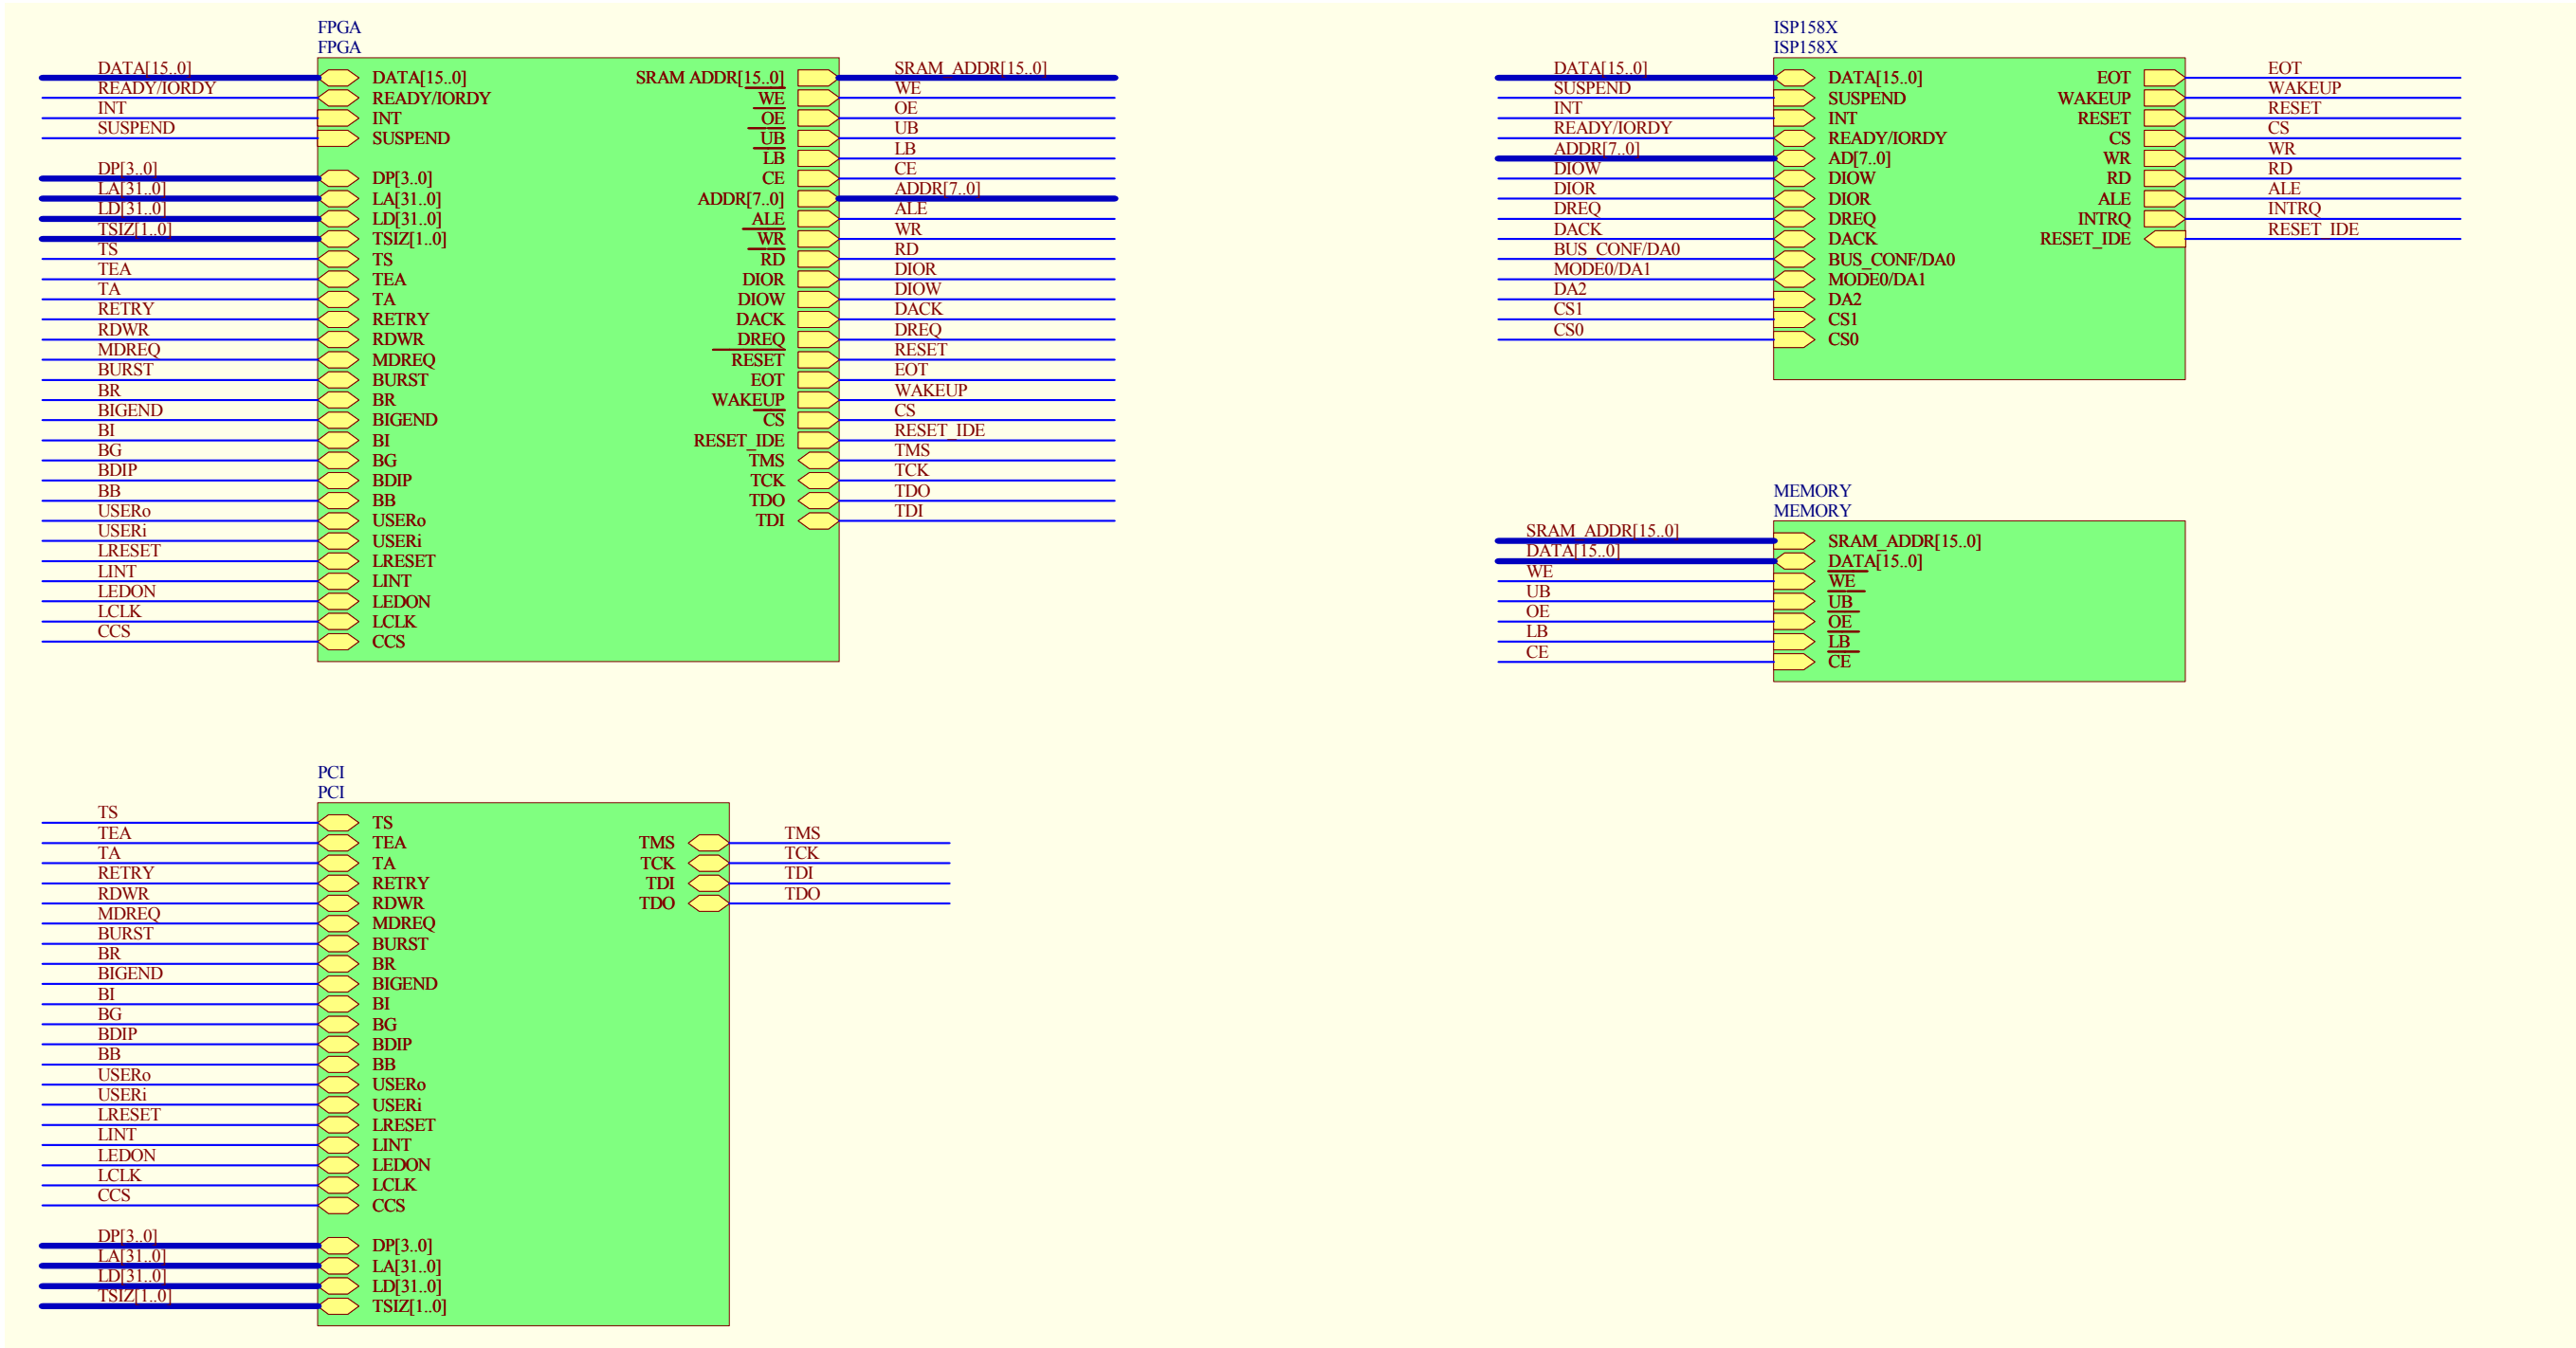 FPGA
FPGA
DATA[15..0] DATA[15..0] SRAM ADDR[15..0] SRAM_ADDR[15..0]
READY/IORDY READY/IORDY WE WE
INT INT OE OE
SUSPEND SUSPEND UB UB
LB LB
DP[3..0] DP[3..0] CE CE
LA[31..0] LA[31..0] ADDR[7..0] ADDR[7..0]
LD[31..0] LD[31..0] ALE ALE
TSIZ[1..0] TSIZ[1..0] WR WR
TS TS RD RD
TEA TEA DIOR DIOR
TA TA DIOW DIOW
RETRY RETRY DACK DACK
RDWR RDWR DREQ DREQ
MDREQ MDREQ RESET RESET
BURST BURST EOT EOT
BR BR WAKEUP WAKEUP
BIGEND BIGEND CS CS
BI BI RESET_IDE RESET_IDE
BG BG TMS TMS
BDIP BDIP TCK TCK
BB BB TDO TDO
USERo USERo TDI TDI
USERi USERi
LRESET LRESET
LINT LINT
LEDON LEDON
LCLK LCLK
CCS CCS
ISP158X
ISP158X
DATA[15..0] DATA[15..0] EOT EOT
SUSPEND SUSPEND WAKEUP WAKEUP
INT INT RESET RESET
READY/IORDY READY/IORDY CS CS
ADDR[7..0] AD[7..0] WR WR
DIOW DIOW RD RD
DIOR DIOR ALE ALE
DREQ DREQ INTRQ INTRQ
DACK DACK RESET_IDE RESET_IDE
BUS_CONF/DA0 BUS_CONF/DA0
MODE0/DA1 MODE0/DA1
DA2 DA2
CS1 CS1
CS0 CS0
MEMORY
MEMORY
SRAM_ADDR[15..0] SRAM_ADDR[15..0]
DATA[15..0] DATA[15..0]
WE WE
UB UB
OE OE
LB LB
CE CE
PCI
PCI
TS TS
TEA TEA TMS TMS
TA TA TCK TCK
RETRY RETRY TDI TDI
RDWR RDWR TDO TDO
MDREQ MDREQ
BURST BURST
BR BR
BIGEND BIGEND
BI BI
BG BG
BDIP BDIP
BB BB
USERo USERo
USERi USERi
LRESET LRESET
LINT LINT
LEDON LEDON
LCLK LCLK
CCS CCS
DP[3..0] DP[3..0]
LA[31..0] LA[31..0]
LD[31..0] LD[31..0]
TSIZ[1..0] TSIZ[1..0]